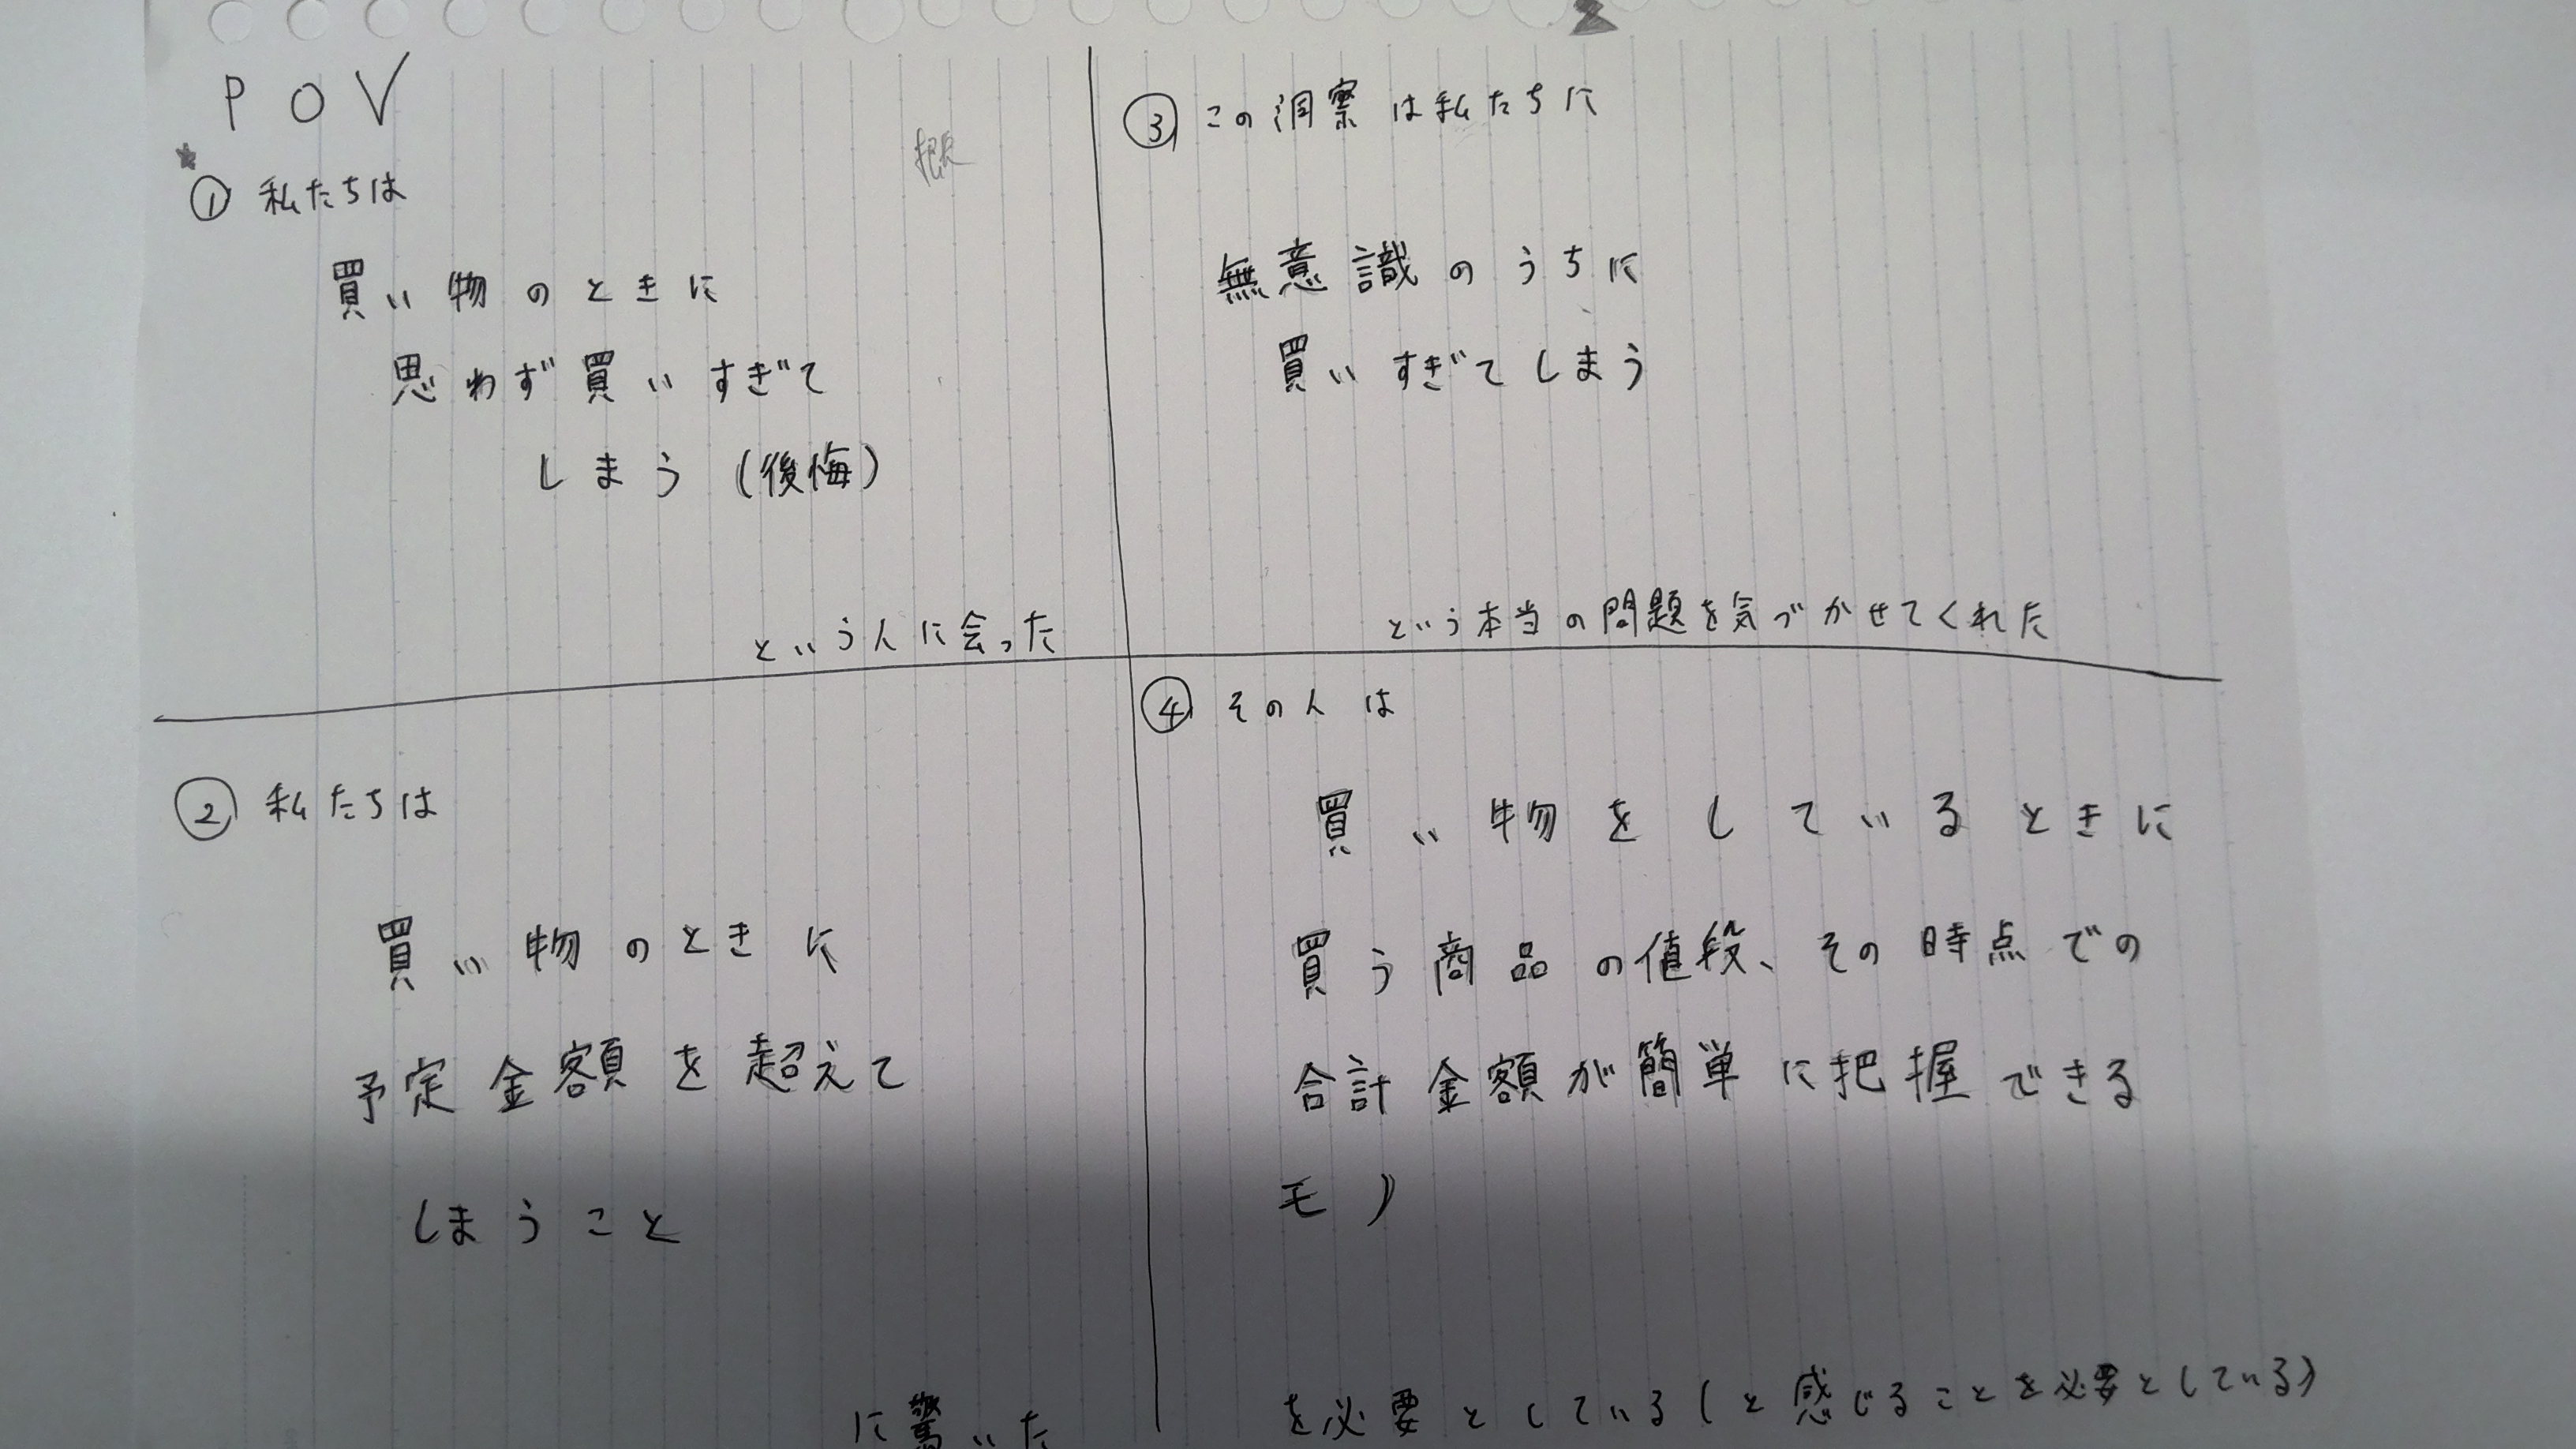 POV
① 私たちは
買い物のときに
思わず買いすぎて
しまう (後悔)
という人に会った
② 私たちは
買い物のときに
予定金額を超えて
しまうこと
に驚いた
③ この洞察は私たちに
無意識のうちに
買いすぎてしまう
という本当の問題を気づかせてくれた
④ その人は
買い物をしているときに
買う商品の値段、その時点での
合計金額が簡単に把握できる
モノ
を必要としている(と感じることを必要としている)